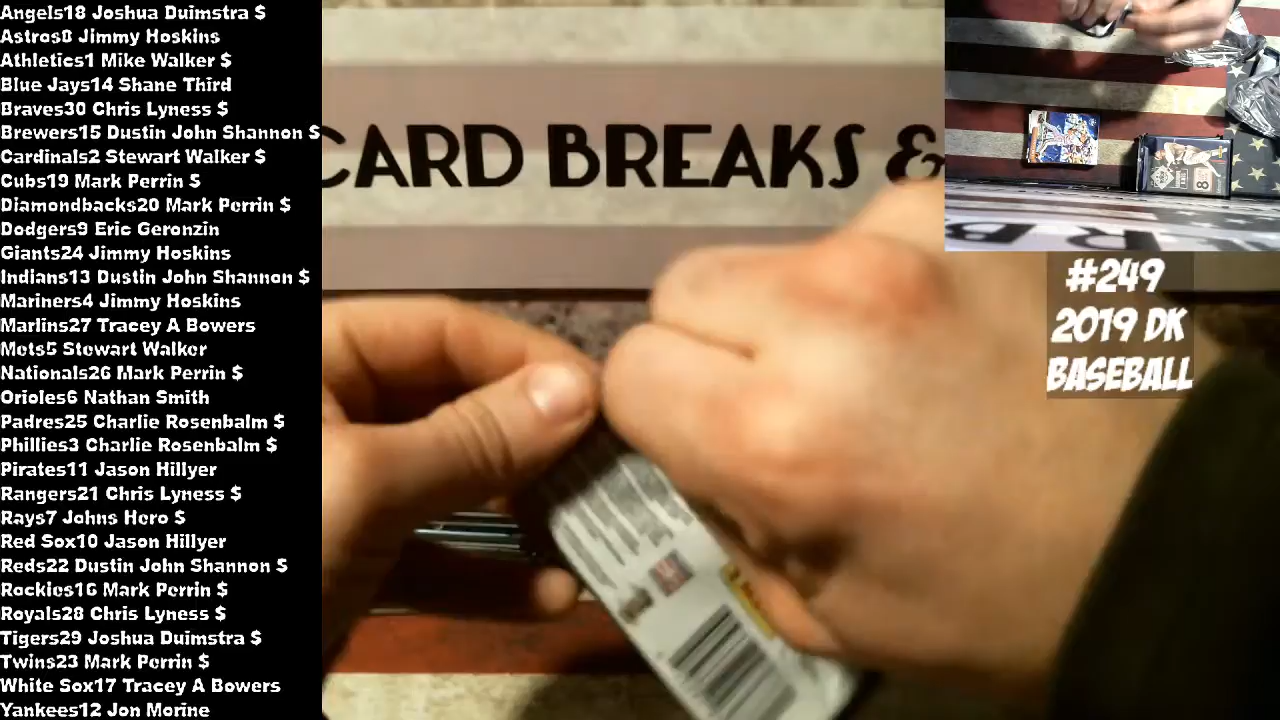 Angels18 Joshua Duimstra $
Astros8 Jimmy Hoskins
Athletics1 Mike Walker $
Blue Jays14 Shane Third
Braves30 Chris Lyness $
Brewers15 Dustin John Shannon $
Cardinals2 Stewart Walker $
Cubs19 Mark Perrin $
Diamondbacks20 Mark Perrin $
Dodgers9 Eric Geronzin
Giants24 Jimmy Hoskins
Indians13 Dustin John Shannon $
Mariners4 Jimmy Hoskins
Marlins27 Tracey A Bowers
Mets5 Stewart Walker
Nationals26 Mark Perrin $
Orioles6 Nathan Smith
Padres25 Charlie Rosenbalm $
Phillies3 Charlie Rosenbalm $
Pirates11 Jason Hillyer
Rangers21 Chris Lyness $
Rays7 Johns Hero $
Red Sox10 Jason Hillyer
Reds22 Dustin John Shannon $
Rockies16 Mark Perrin $
Royals28 Chris Lyness $
Tigers29 Joshua Duimstra $
Twins23 Mark Perrin $
White Sox17 Tracey A Bowers
Yankees12 Jon Morine
CARD BREAKS &
8
#249
2019 DK
BASEBALL